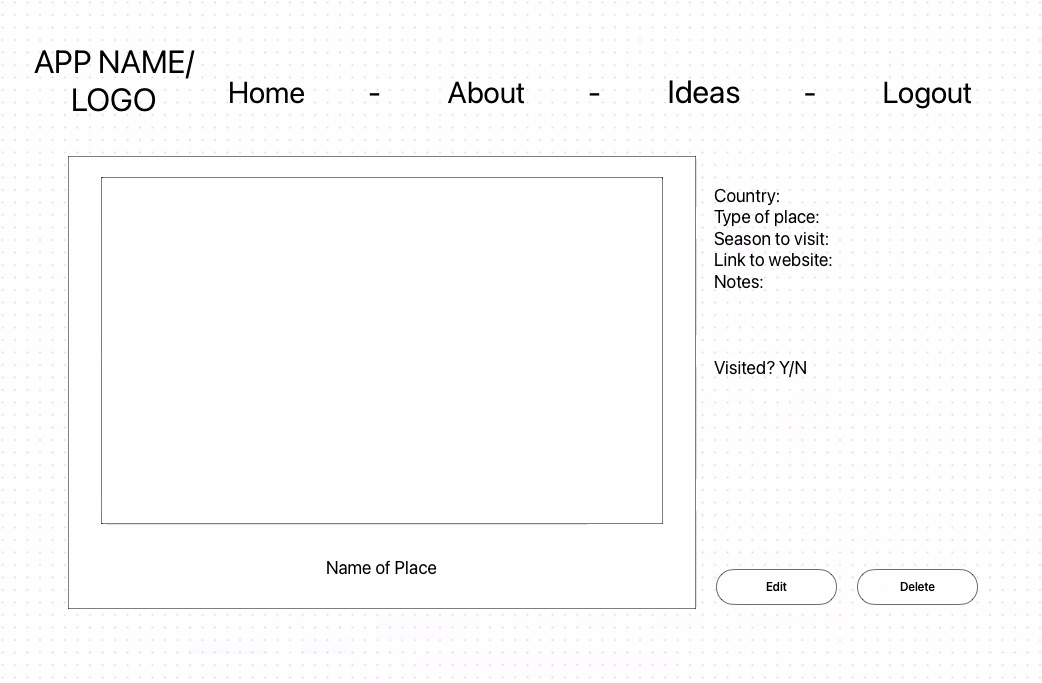 APP NAME/
LOGO
Home - About - Ideas - Logout
Country:
Type of place:
Season to visit:
Link to website:
Notes:
Visited? Y/N
Name of Place
Edit
Delete